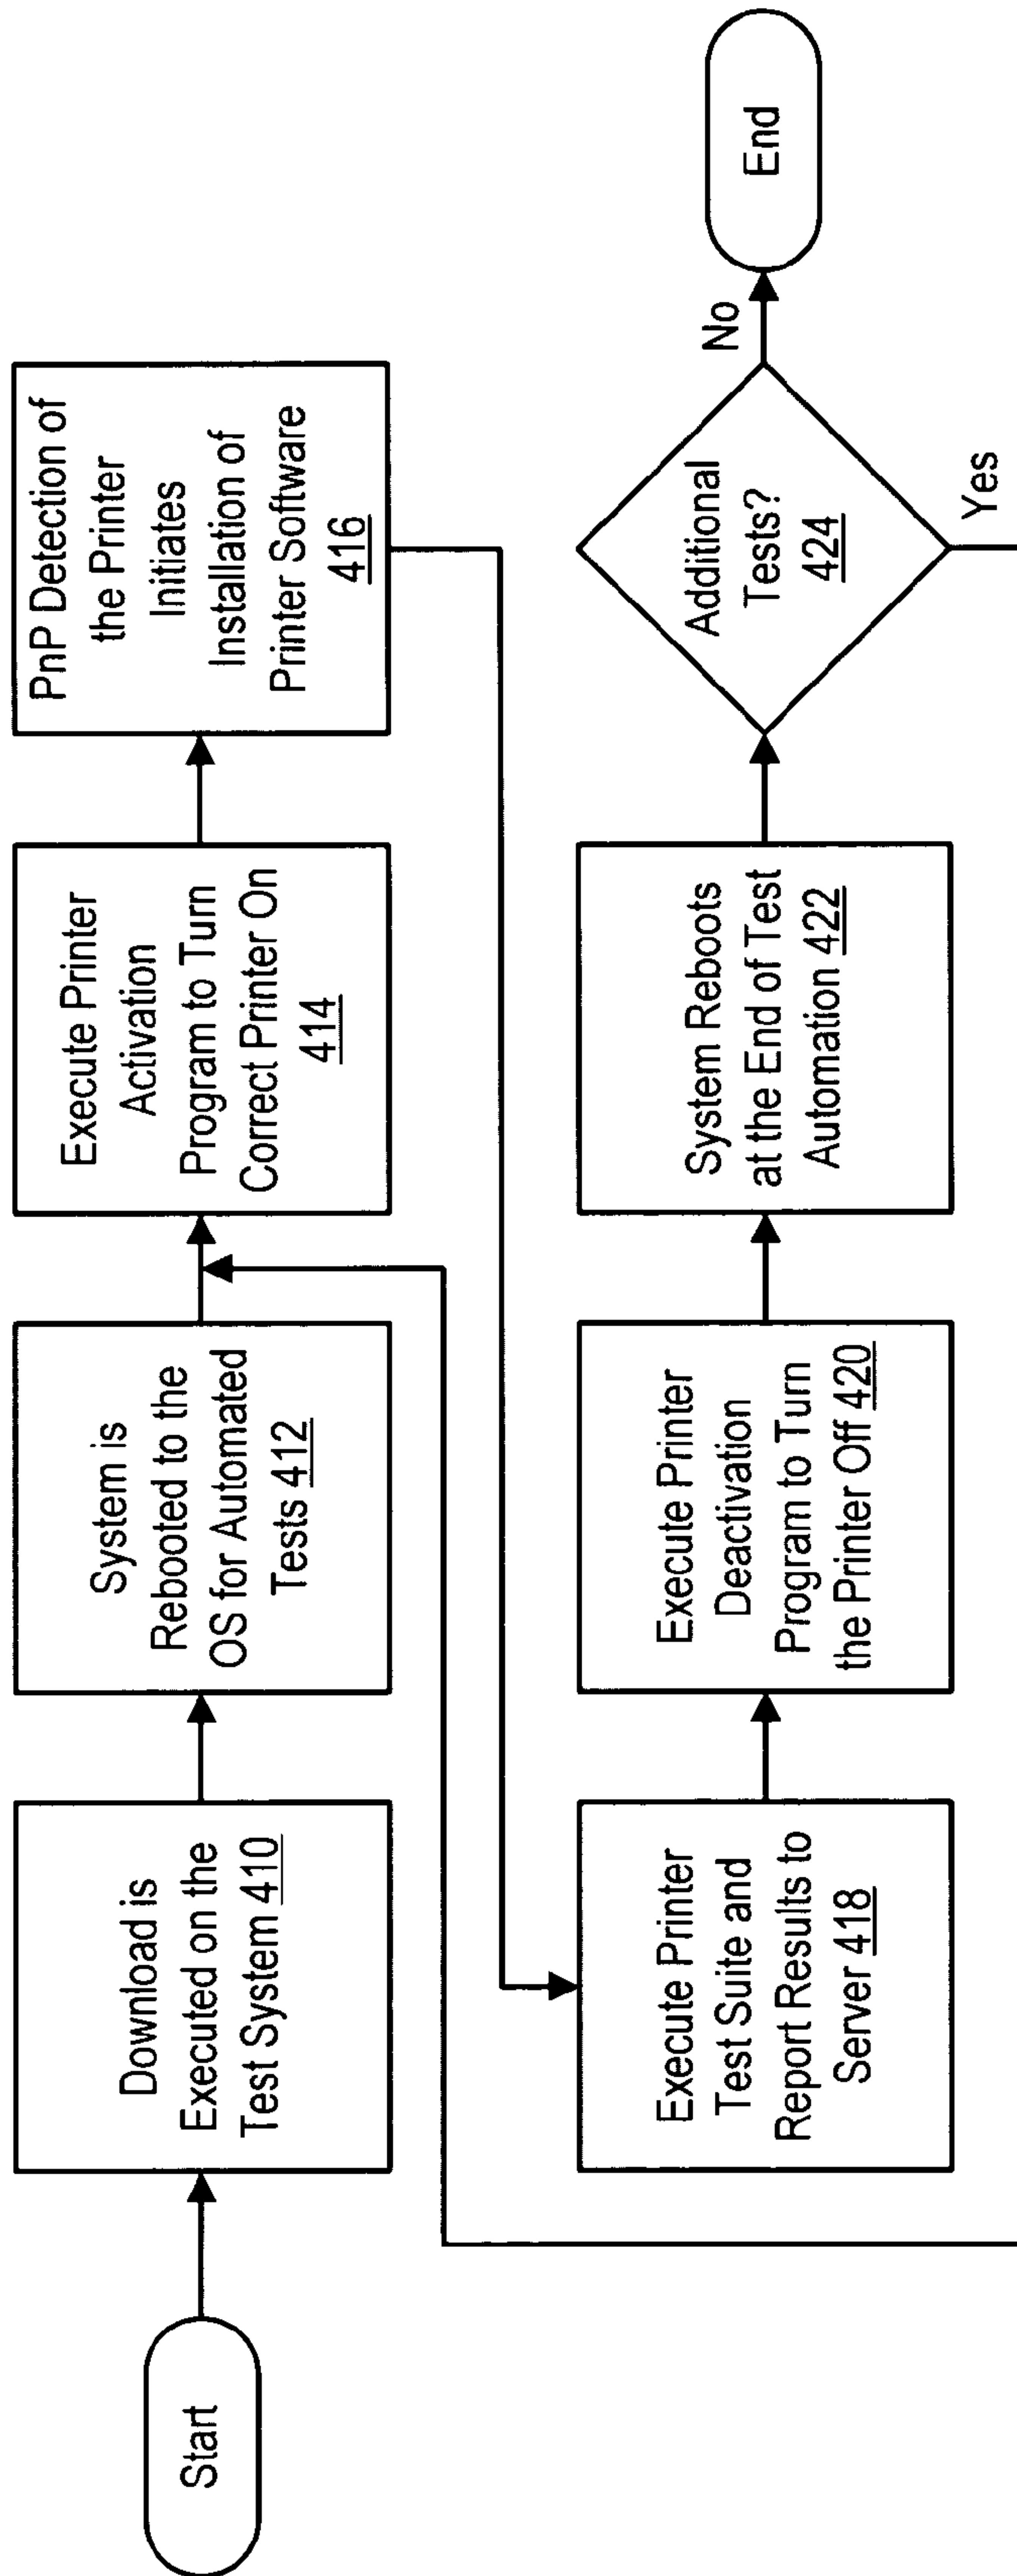 Start
Download is
Executed on the
Test System 410
System is
Rebooted to the
OS for Automated
Tests 412
Execute Printer
Activation
Program to Turn
Correct Printer On
414
PnP Detection of
the Printer
Initiates
Installation of
Printer Software
416
Execute Printer
Test Suite and
Report Results to
Server 418
Execute Printer
Deactivation
Program to Turn
the Printer Off 420
System Reboots
at the End of Test
Automation 422
Additional
Tests?
424
No
Yes
End